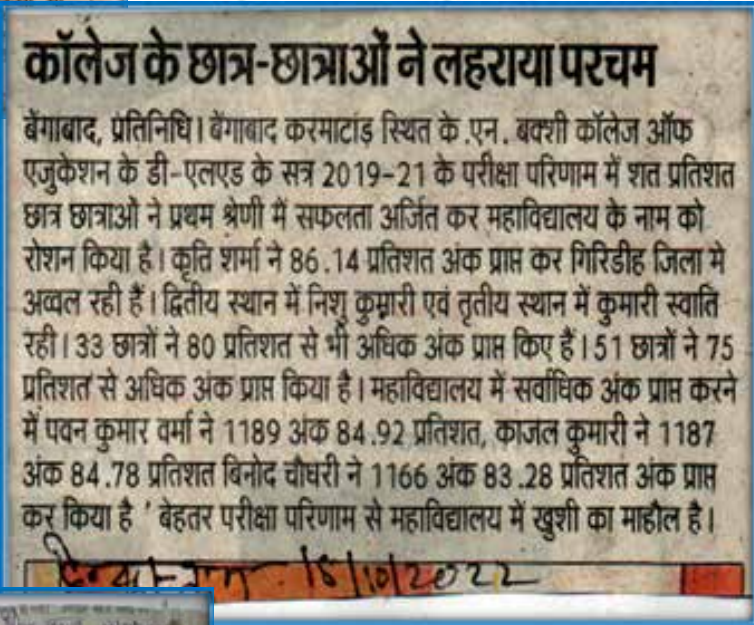 कॉलेज के छात्र-छात्राओं ने लहराया परचम
बेंगाबाद, प्रतिनिधि। बेंगाबाद करमाटांड़ स्थित के.एन. बक्शी कॉलेज ऑफ
एजुकेशन के डी-एलएड के सत्र 2019-21 के परीक्षा परिणाम में शत प्रतिशत
छात्र छात्राओं ने प्रथम श्रेणी में सफलता अर्जित कर महाविद्यालय के नाम को
रोशन किया है। कृति शर्मा ने 86.14 प्रतिशत अंक प्राप्त कर गिरिडीह जिला मे
अव्वल रही हैं। द्वितीय स्थान में निशु कुमारी एवं तृतीय स्थान में कुमारी स्वाति
रही। 33 छात्रों ने 80 प्रतिशत से भी अधिक अंक प्राप्त किए हैं। 51 छात्रों ने 75
प्रतिशत से अधिक अंक प्राप्त किया है। महाविद्यालय में सर्वाधिक अंक प्राप्त करने
में पवन कुमार वर्मा ने 1189 अंक 84.92 प्रतिशत, काजल कुमारी ने 1187
अंक 84.78 प्रतिशत बिनोद चौधरी ने 1166 अंक 83.28 प्रतिशत अंक प्राप्त
कर किया है ' बेहतर परीक्षा परिणाम से महाविद्यालय में खुशी का माहौल है।
हिन्दुस्तान 18/10/2022